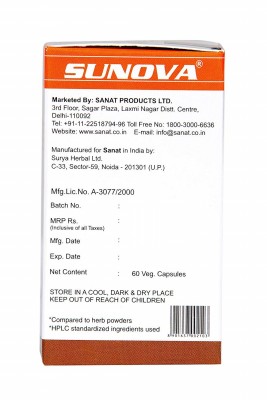 SUNOVA®
Marketed By: SANAT PRODUCTS LTD.
3rd Floor, Sagar Plaza, Laxmi Nagar Distt. Centre,
Delhi-110092
Tel: +91-11-22518794-96 Toll Free No: 1800-3000-6636
Website: www.sanat.co.in E-mail: info@sanat.co.in
Manufactured for Sanat in India by:
Surya Herbal Ltd.
C-33, Sector-59, Noida - 201301 (U.P.)
Mfg.Lic.No. A-3077/2000
Batch No. :
MRP Rs. :
(Inclusive of all Taxes)
Mfg. Date :
Exp. Date :
Net Content : 60 Veg. Capsules
STORE IN A COOL, DARK & DRY PLACE
KEEP OUT OF REACH OF CHILDREN
*Compared to herb powders
*HPLC standardized ingredients used